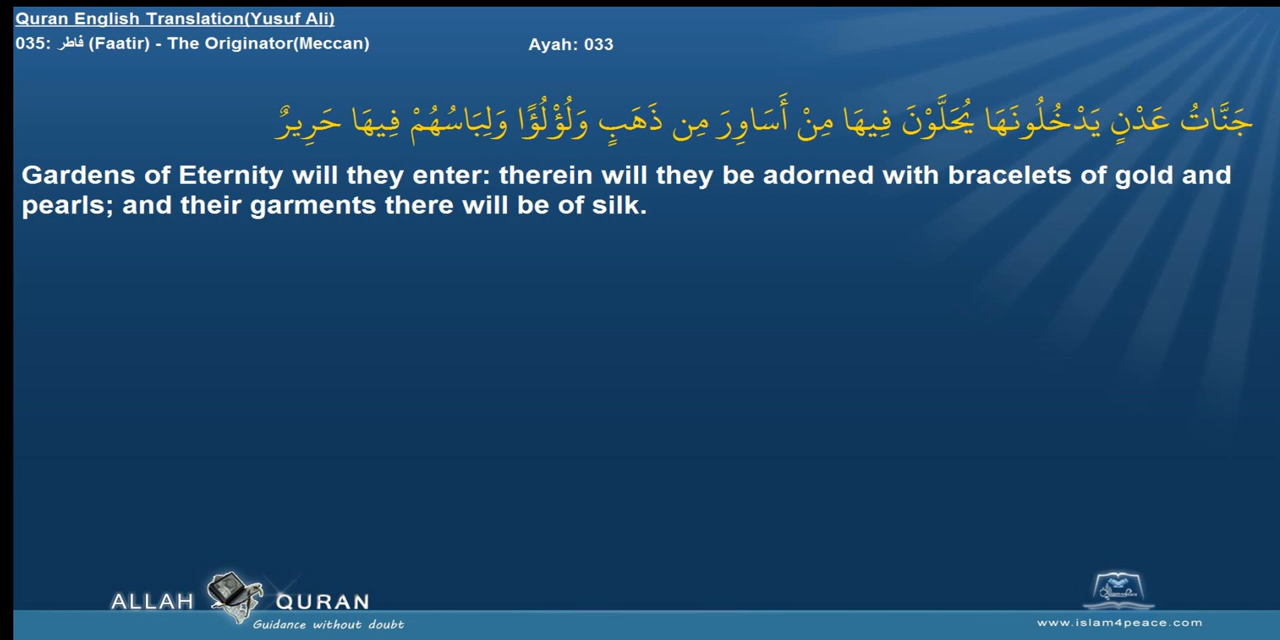 Quran English Translation(Yusuf Ali)
035: فاطر (Faatir) - The Originator(Meccan) Ayah: 033
جَنَّاتُ عَدْنٍ يَدْخُلُونَهَا يُحَلَّوْنَ فِيهَا مِنْ أَسَاوِرَ مِن ذَهَبٍ وَلُؤْلُؤًا وَلِبَاسُهُمْ فِيهَا حَرِيرٌ
Gardens of Eternity will they enter: therein will they be adorned with bracelets of gold and
pearls; and their garments there will be of silk.
ALLAH QURAN
Guidance without doubt
www.islam4peace.com